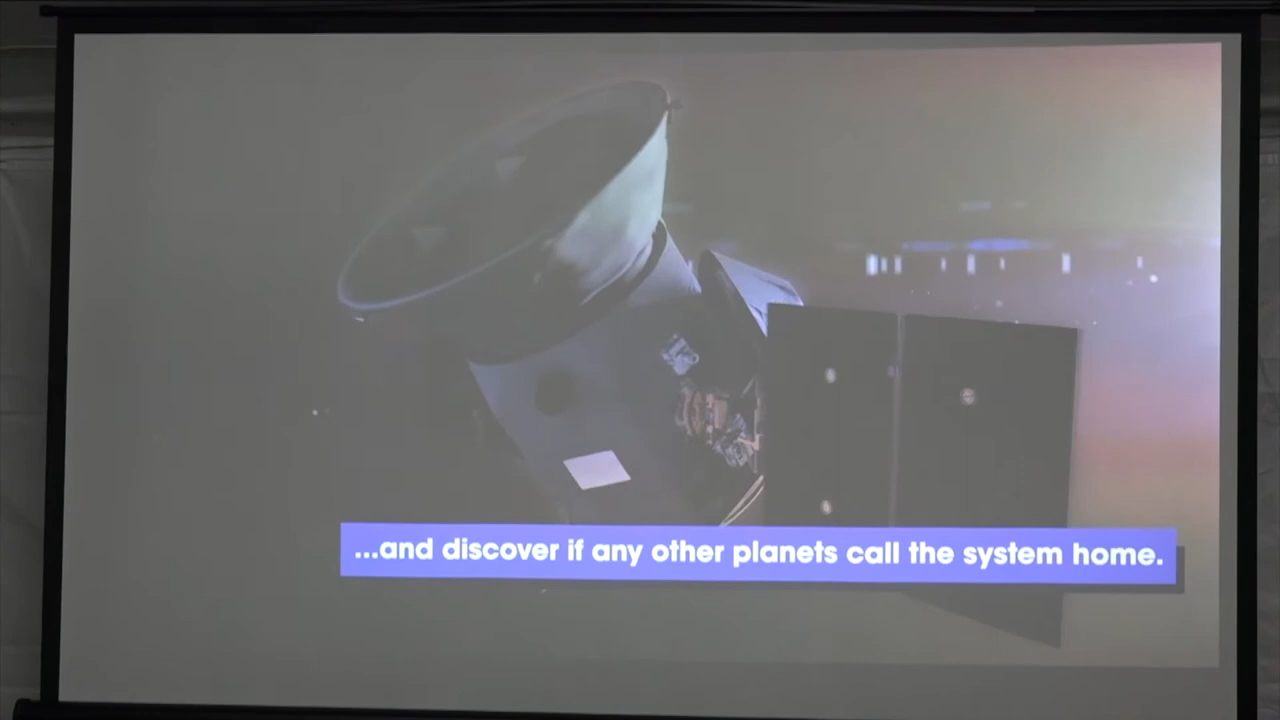 ...and discover if any other planets call the system home.